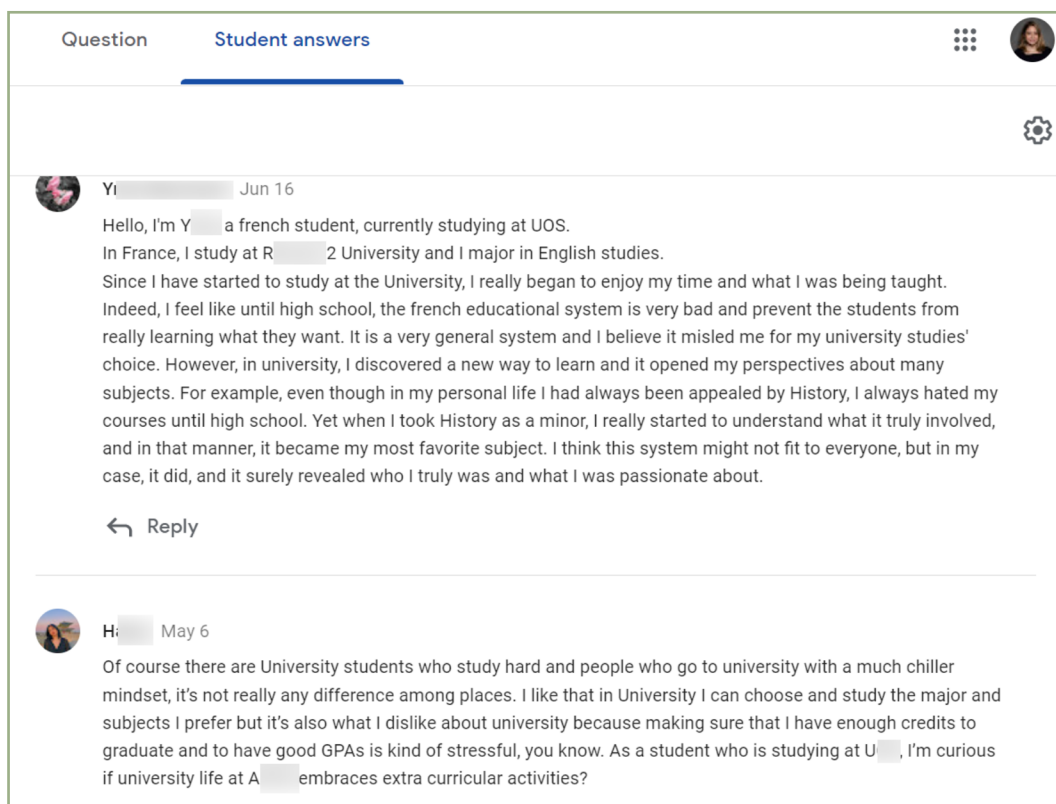 Question Student answers
Jun 16
Hello, I'm Y a french student, currently studying at UOS.
In France, I study at R 2 University and I major in English studies.
Since I have started to study at the University, I really began to enjoy my time and what I was being taught.
Indeed, I feel like until high school, the french educational system is very bad and prevent the students from
really learning what they want. It is a very general system and I believe it misled me for my university studies'
choice. However, in university, I discovered a new way to learn and it opened my perspectives about many
subjects. For example, even though in my personal life I had always been appealed by History, I always hated my
courses until high school. Yet when I took History as a minor, I really started to understand what it truly involved,
and in that manner, it became my most favorite subject. I think this system might not fit to everyone, but in my
case, it did, and it surely revealed who I truly was and what I was passionate about.
Reply
May 6
Of course there are University students who study hard and people who go to university with a much chiller
mindset, it's not really any difference among places. I like that in University I can choose and study the major and
subjects I prefer but it's also what I dislike about university because making sure that I have enough credits to
graduate and to have good GPAs is kind of stressful, you know. As a student who is studying at U , I'm curious
if university life at A embraces extra curricular activities?